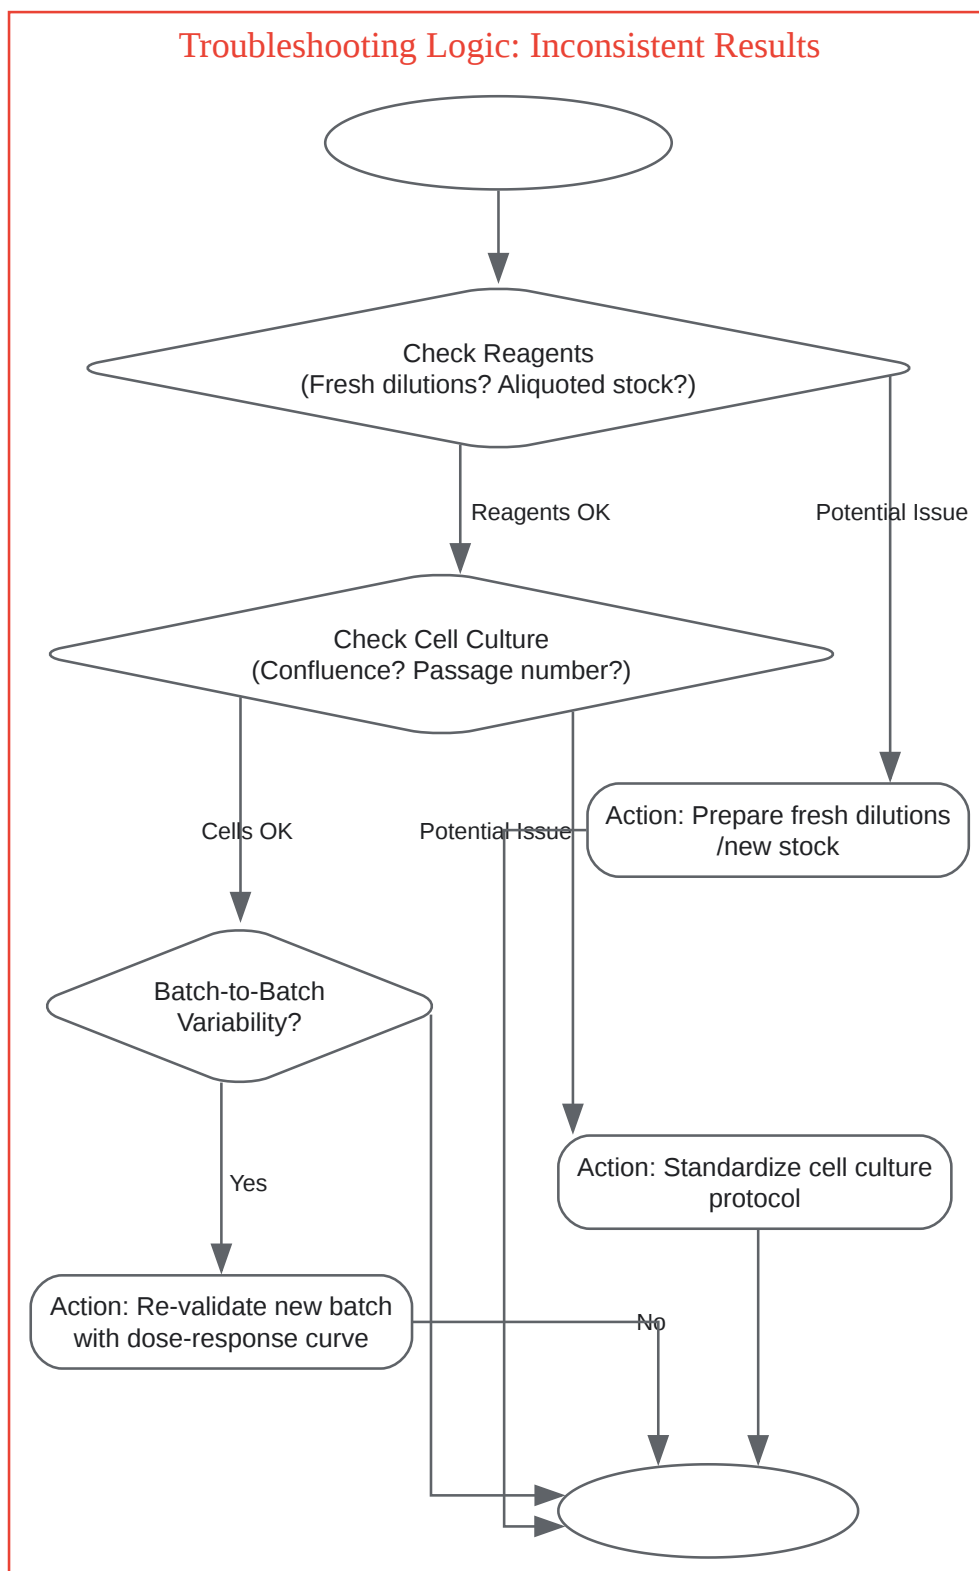 Troubleshooting Logic: Inconsistent Results
Check Reagents
(Fresh dilutions? Aliquoted stock?)
Reagents OK
Potential Issue
Check Cell Culture
(Confluence? Passage number?)
Cells OK
Potential Issue
Action: Prepare fresh dilutions
/new stock
Batch-to-Batch
Variability?
Yes
Action: Standardize cell culture
protocol
Action: Re-validate new batch
with dose-response curve
No